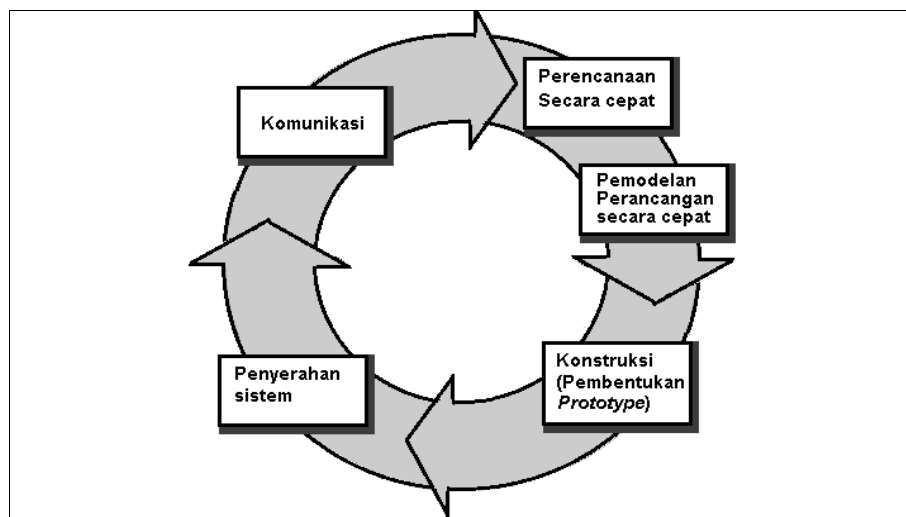 Komunikasi
Perencanaan
Secara cepat
Pemodelan
Perancangan
secara cepat
Konstruksi
(Pembentukan
Prototype)
Penyerahan
sistem